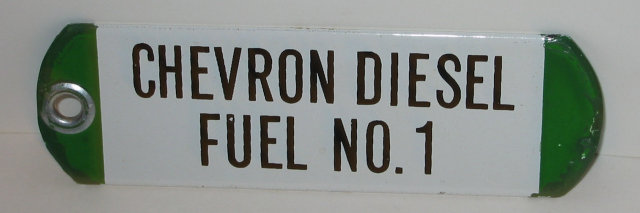 CHEVRON DIESEL
FUEL NO. 1